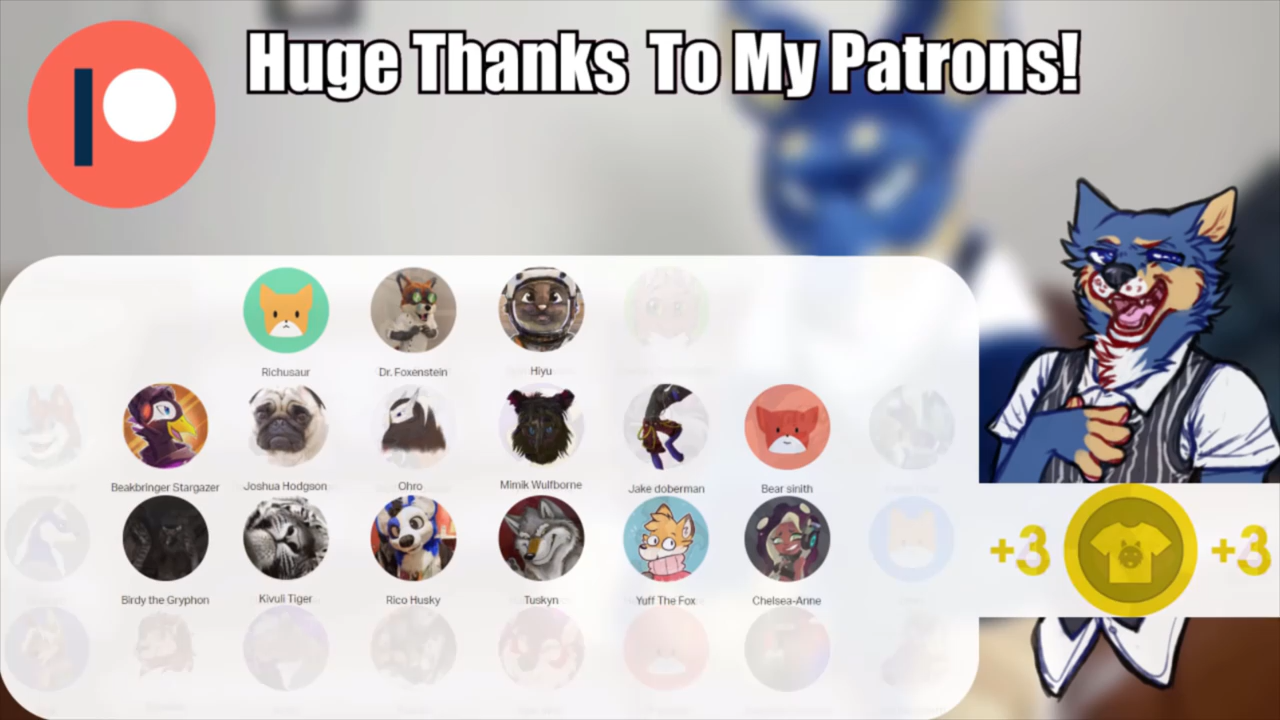 Huge Thanks To My Patrons!
Richusaur Dr. Foxenstein Hiyu
Beakbringer Stargazer Joshua Hodgson Ohro Mimik Wulfborne Jake doberman Bear sinith
Birdy the Gryphon Kivuli Tiger Rico Husky Tuskyn Yuff The Fox Chelsea-Anne
+3 +3